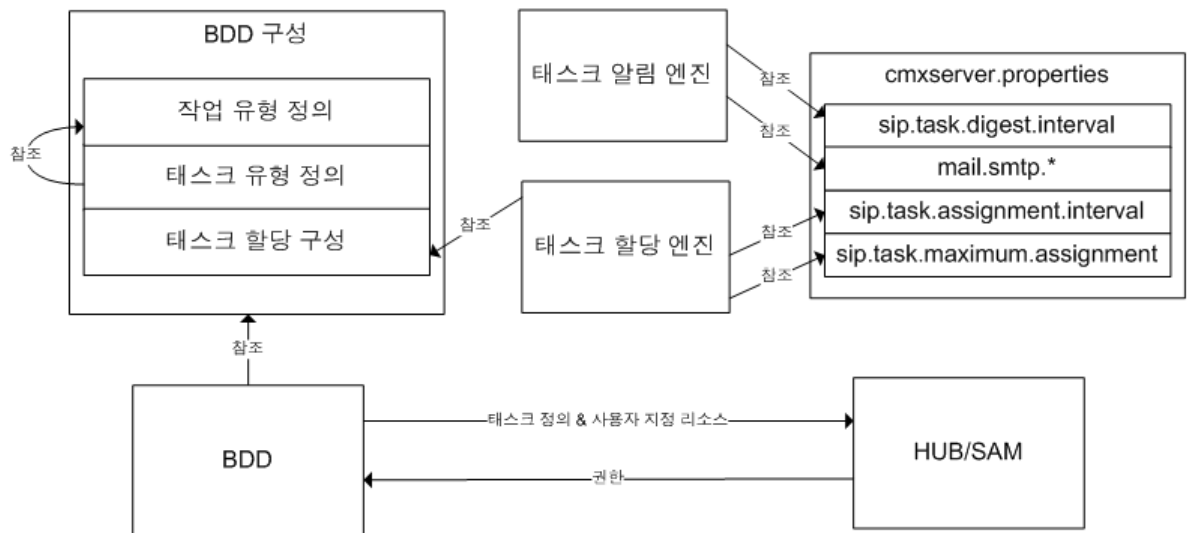 BDD 구성
작업 유형 정의
태스크 유형 정의
태스크 할당 구성
참조
태스크 알림 엔진
태스크 할당 엔진
참조
참조
참조
참조
참조
cmxserver.properties
sip.task.digest.interval
mail.smtp.*
sip.task.assignment.interval
sip.task.maximum.assignment
참조
BDD
태스크 정의 & 사용자 지정 리소스
권한
HUB/SAM